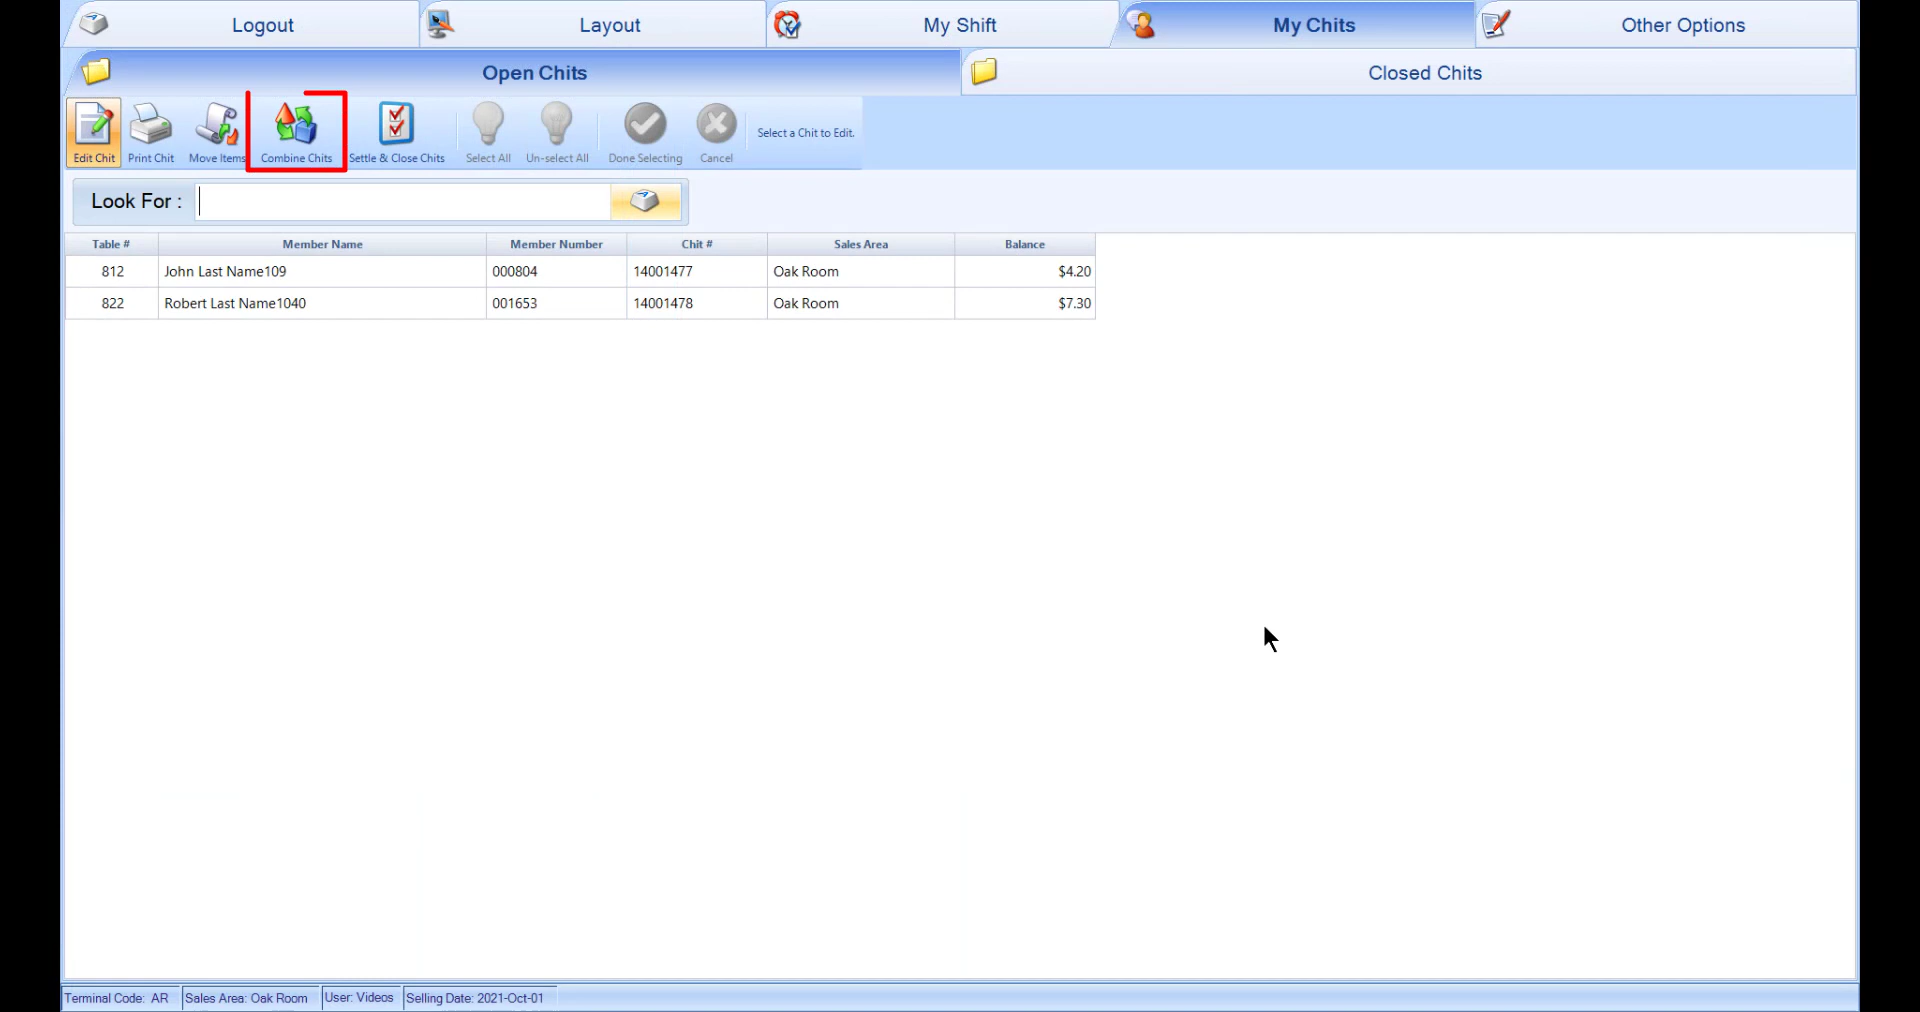 Logout
Layout
My Shift
My Chits
Other Options
Open Chits
Closed Chits
Edit Chit
Print Chit
Move Items
Combine Chits
Settle & Close Chits
Select All
Un-select All
Done Selecting
Cancel
Select a Chit to Edit.
Look For :
Table # Member Name Member Number Chit # Sales Area Balance
812 John Last Name109 000804 14001477 Oak Room $4.20
822 Robert Last Name1040 001653 14001478 Oak Room $7.30
Terminal Code: AR Sales Area: Oak Room User: Videos Selling Date: 2021-Oct-01